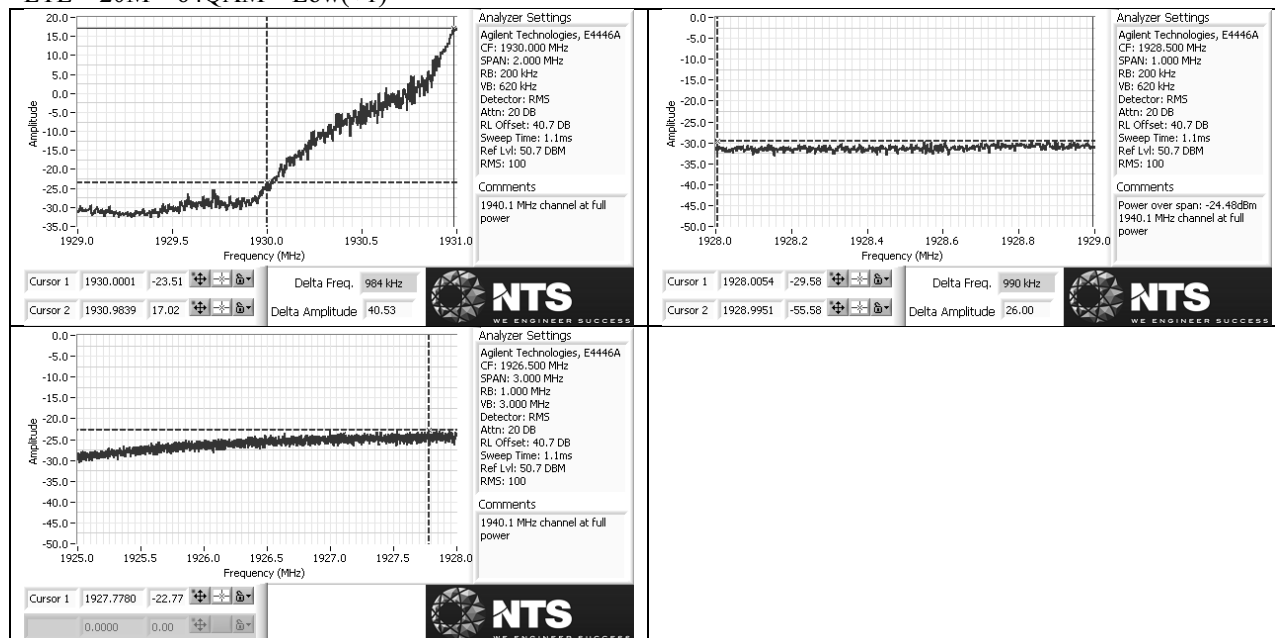 Analyzer Settings
20.0
15.0
10.0
5.0
0.0
-5.0
-10.0
-15.0
-20.0
-25.0
-30.0
-35.0
Amplitude
1929.0 1929.5 1930.0 1930.5 1931.0
Frequency (MHz)
Agilent Technologies, E4446A
CF: 1930.000 MHz
SPAN: 2.000 MHz
RB: 200 kHz
VB: 620 kHz
Detector: RMS
Attn: 20 DB
RL Offset: 40.7 DB
Sweep Time: 1.1ms
Ref Lvl: 50.7 DBM
RMS: 100
Comments
1940.1 MHz channel at full
power
Cursor 1 1930.0001 -23.51
Cursor 2 1930.9839 17.02
Delta Freq. 984 kHz
Delta Amplitude 40.53
NTS
WE ENGINEER SUCCESS
Analyzer Settings
0.0
-5.0
-10.0
-15.0
-20.0
-25.0
-30.0
-35.0
-40.0
-45.0
-50.0
Amplitude
1928.0 1928.2 1928.4 1928.6 1928.8 1929.0
Frequency (MHz)
Agilent Technologies, E4446A
CF: 1928.500 MHz
SPAN: 1.000 MHz
RB: 200 kHz
VB: 620 kHz
Detector: RMS
Attn: 20 DB
RL Offset: 40.7 DB
Sweep Time: 1.1ms
Ref Lvl: 50.7 DBM
RMS: 100
Comments
Power over span: -24.48dBm
1940.1 MHz channel at full
power
Cursor 1 1928.0054 -29.58
Cursor 2 1928.9951 -55.58
Delta Freq. 990 kHz
Delta Amplitude 26.00
NTS
WE ENGINEER SUCCESS
Analyzer Settings
0.0
-5.0
-10.0
-15.0
-20.0
-25.0
-30.0
-35.0
-40.0
-45.0
-50.0
Amplitude
1925.0 1925.5 1926.0 1926.5 1927.0 1927.5 1928.0
Frequency (MHz)
Agilent Technologies, E4446A
CF: 1926.500 MHz
SPAN: 3.000 MHz
RB: 1.000 MHz
VB: 3.000 MHz
Detector: RMS
Attn: 20 DB
RL Offset: 40.7 DB
Sweep Time: 1.1ms
Ref Lvl: 50.7 DBM
RMS: 100
Comments
1940.1 MHz channel at full
power
Cursor 1 1927.7780 -22.77
0.0000 0.00
NTS